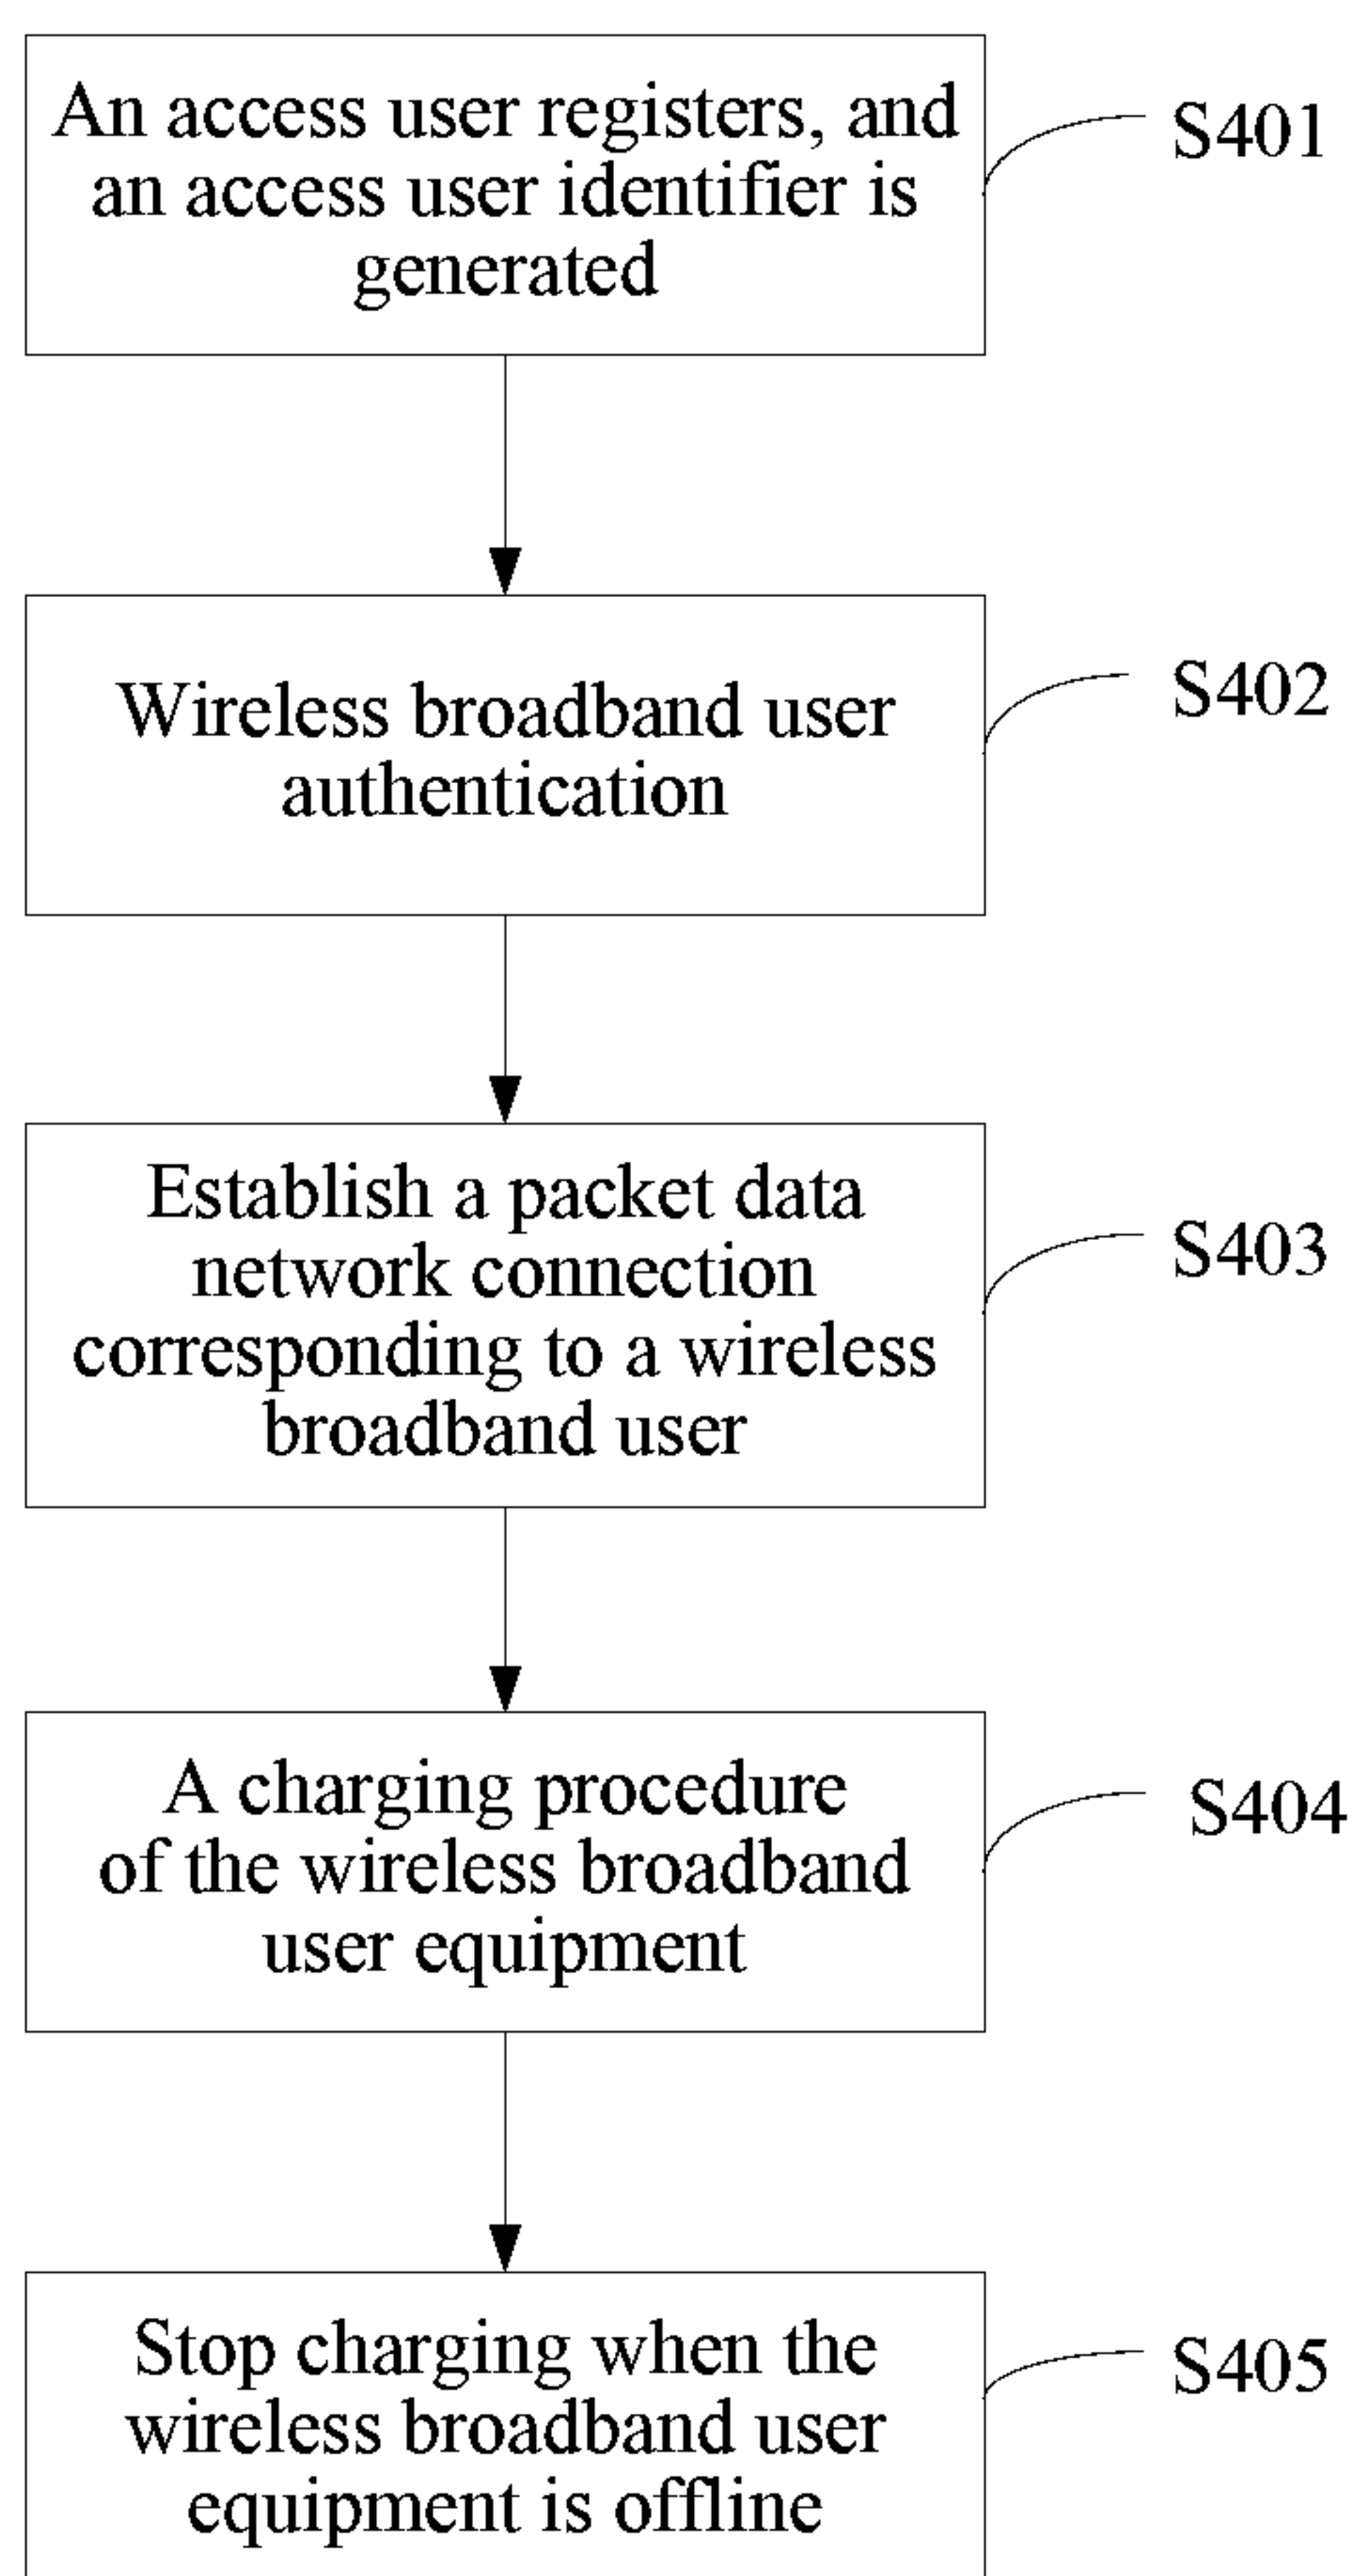 An access user registers, and
an access user identifier is
generated
S401
Wireless broadband user
authentication
S402
Establish a packet data
network connection
corresponding to a wireless
broadband user
S403
A charging procedure
of the wireless broadband
user equipment
S404
Stop charging when the
wireless broadband user
equipment is offline
S405